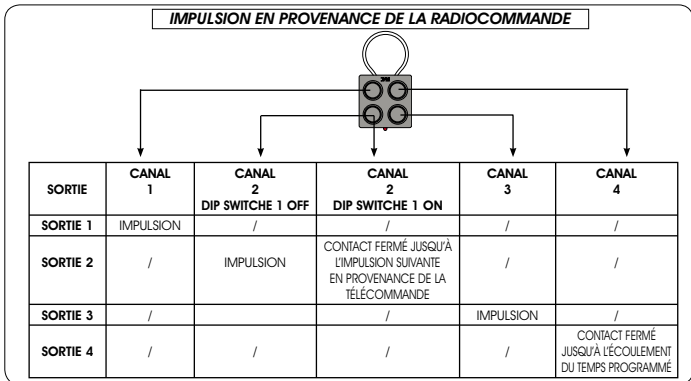 IMPULSION EN PROVENANCE DE LA RADIOCOMMANDE
SORTIE
CANAL
1
CANAL
2
DIP SWITCHE 1 OFF
CANAL
2
DIP SWITCHE 1 ON
CANAL
3
CANAL
4
SORTIE 1
IMPULSION
/
/
/
/
SORTIE 2
/
IMPULSION
CONTACT FERMÉ JUSQU'À
L'IMPULSION SUIVANTE
EN PROVENANCE DE LA
TÉLÉCOMMANDE
/
/
SORTIE 3
/
/
IMPULSION
/
SORTIE 4
/
/
/
/
CONTACT FERMÉ
JUSQU'À L'ÉCOULEMENT
DU TEMPS PROGRAMMÉ